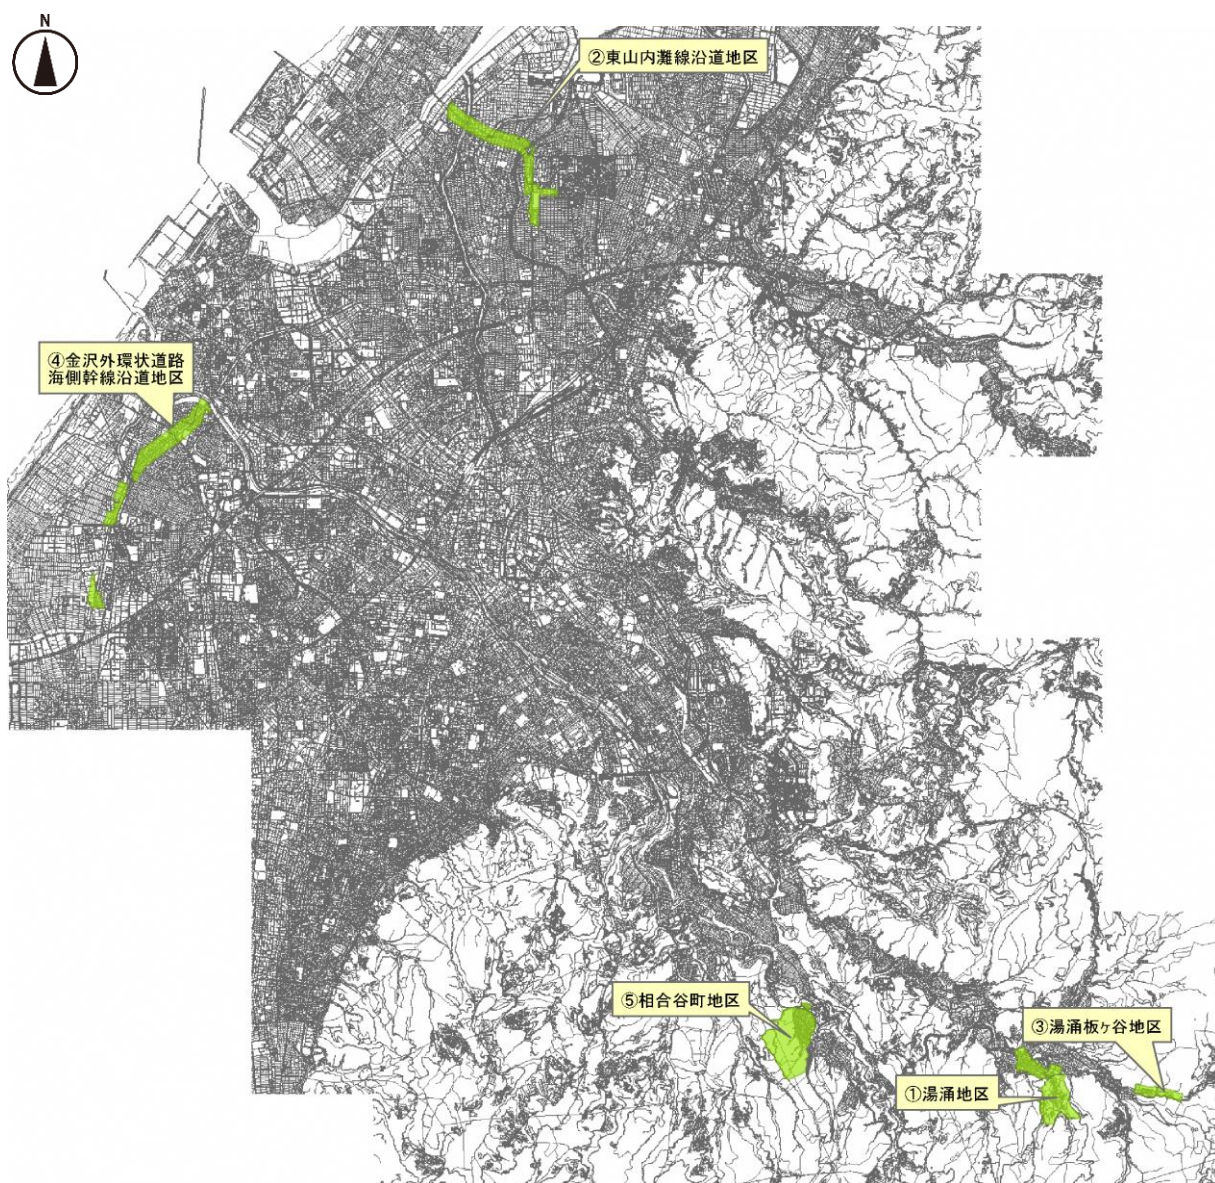 N
②東山内灘線沿道地区
④金沢外環状道路
海側幹線沿道地区
⑤相合谷町地区
③湯涌板ヶ谷地区
①湯涌地区